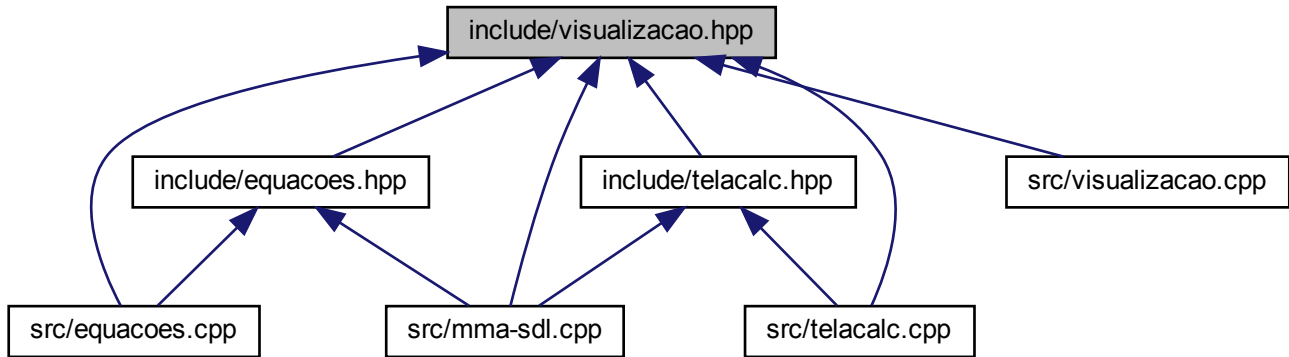 include/visualizacao.hpp
include/equacoes.hpp
include/telacalc.hpp
src/visualizacao.cpp
src/equacoes.cpp
src/mma-sdl.cpp
src/telacalc.cpp